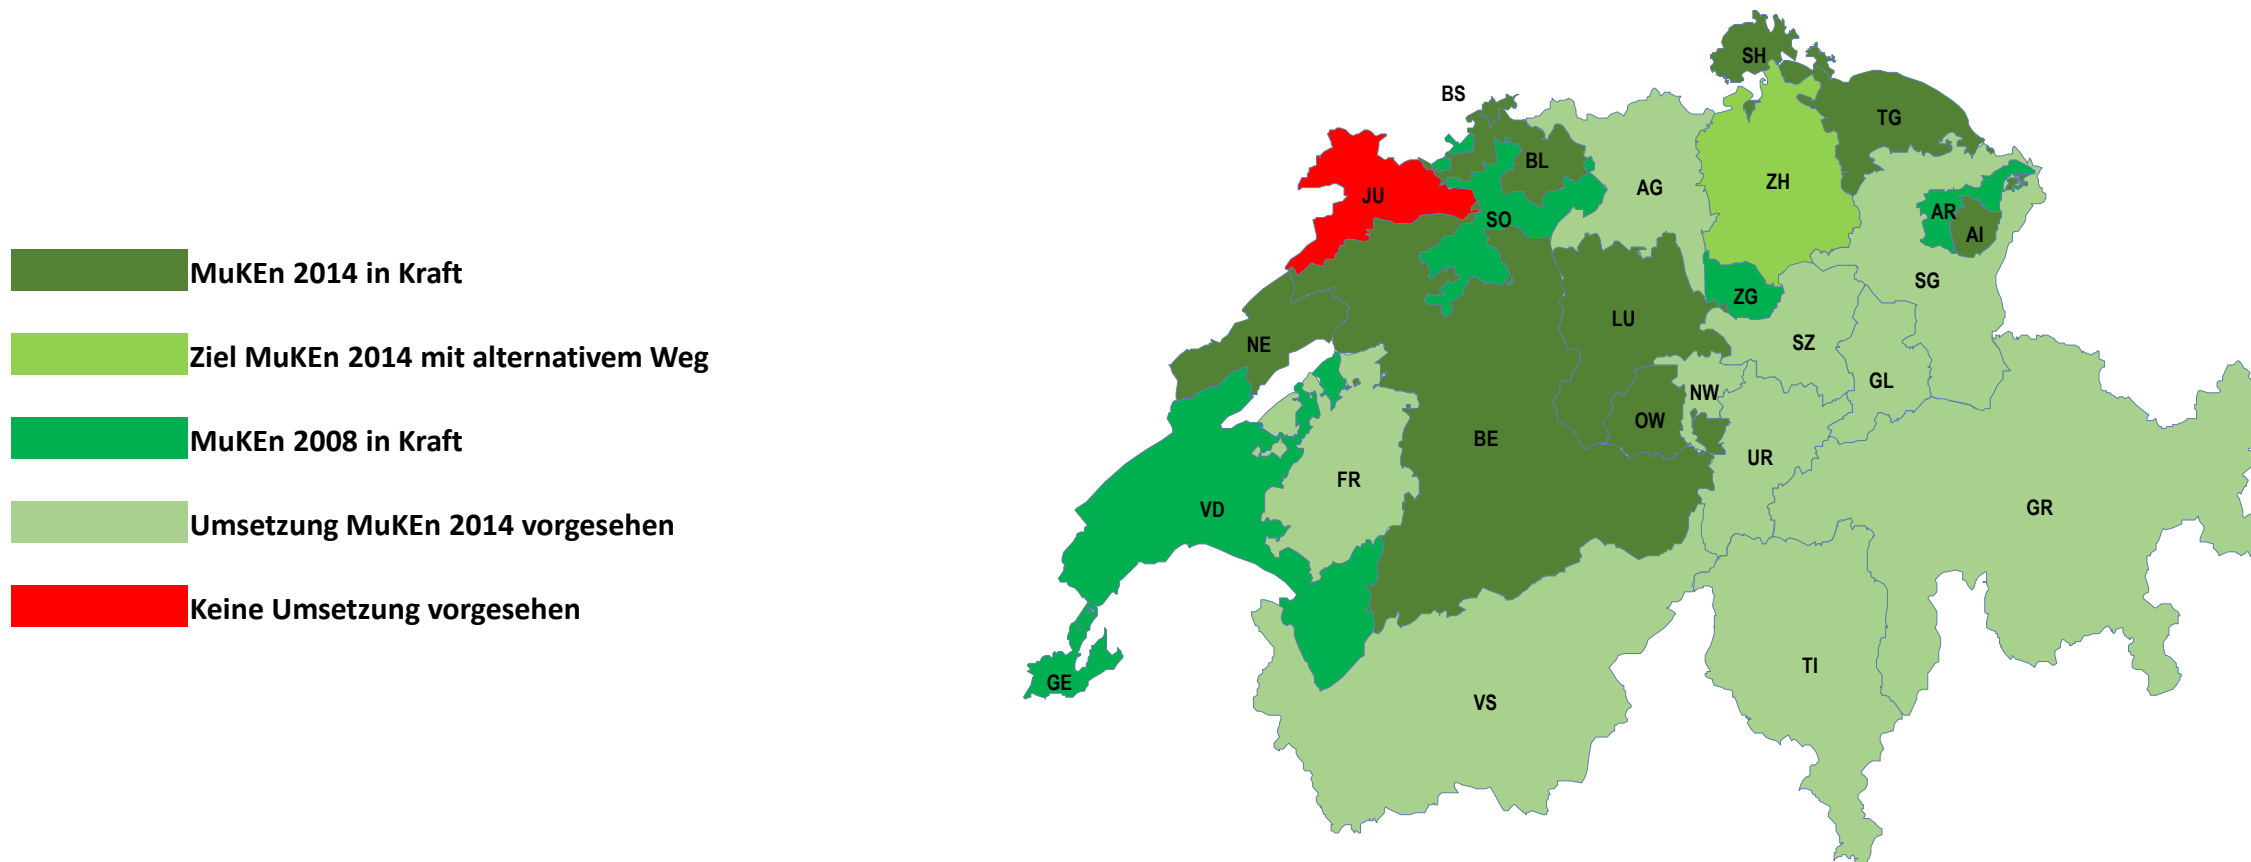 MuKEn 2014 in Kraft
Ziel MuKEn 2014 mit alternativem Weg
MuKEn 2008 in Kraft
Umsetzung MuKEn 2014 vorgesehen
Keine Umsetzung vorgesehen
SH
BS
TG
BL
ZH
AG
JU
AR
SO
AI
SG
ZG
LU
SZ
NE
GL
NW
OW
BE
UR
FR
GR
VD
TI
GE
VS